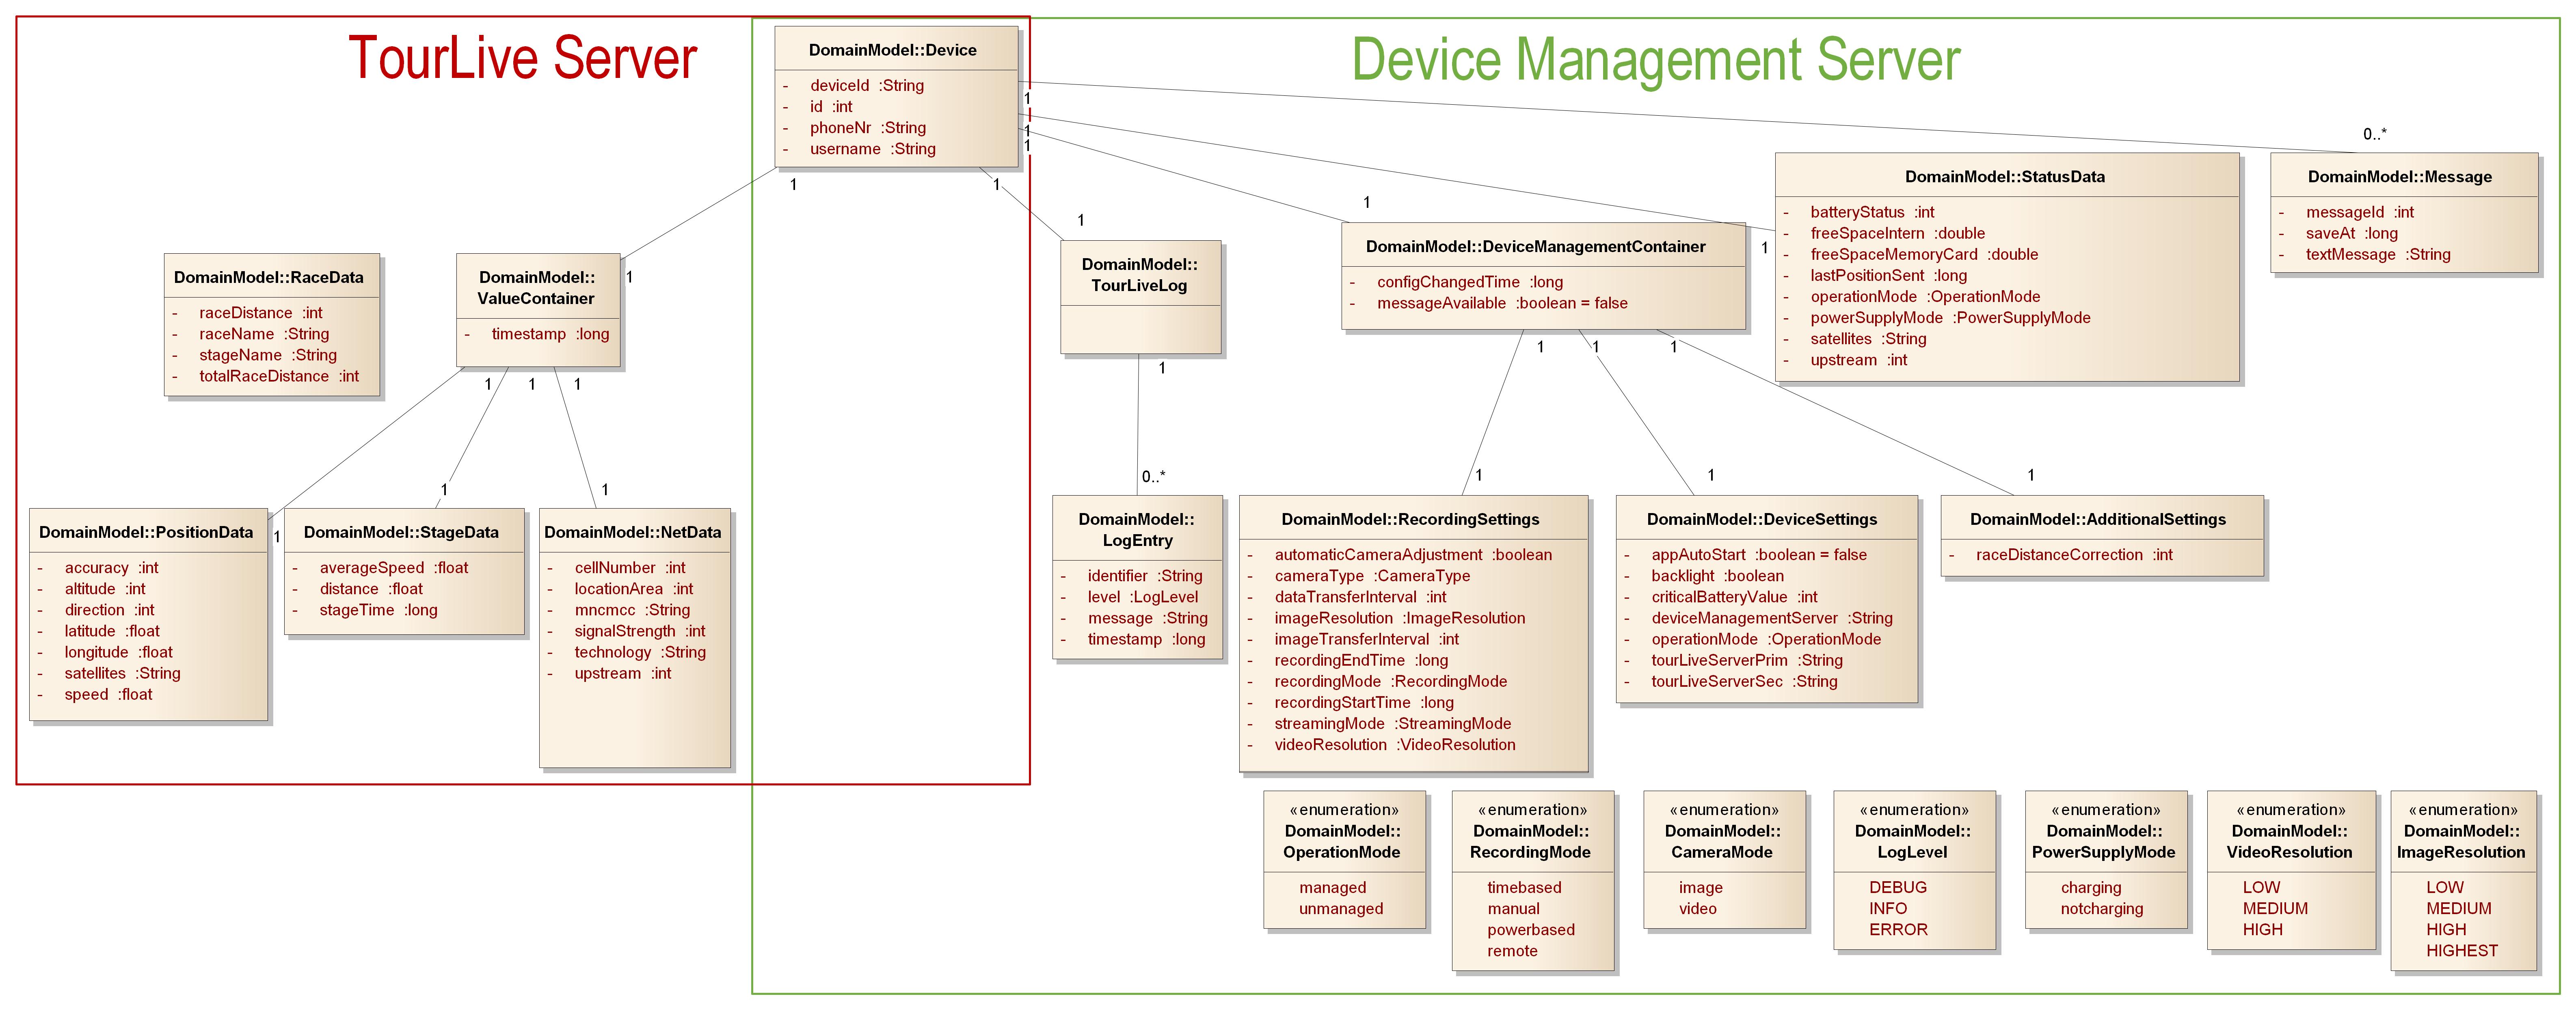 TourLive Server
Device Management Server
DomainModel::Device
- deviceId :String
- id :int
- phoneNr :String
- username :String
1
1
1
1
1
0..*
1
1
1
1
DomainModel::RaceData
- raceDistance :int
- raceName :String
- stageName :String
- totalRaceDistance :int
DomainModel::
ValueContainer
- timestamp :long
1
1
1
DomainModel::
TourLiveLog
1
DomainModel::DeviceManagementContainer
- configChangedTime :long
- messageAvailable :boolean = false
1
1
1
DomainModel::StatusData
- batteryStatus :int
- freeSpaceIntern :double
- freeSpaceMemoryCard :double
- lastPositionSent :long
- operationMode :OperationMode
- powerSupplyMode :PowerSupplyMode
- satellites :String
- upstream :int
DomainModel::Message
- messageId :int
- saveAt :long
- textMessage :String
1
1
1
0..*
1
1
1
DomainModel::PositionData
- accuracy :int
- altitude :int
- direction :int
- latitude :float
- longitude :float
- satellites :String
- speed :float
DomainModel::StageData
- averageSpeed :float
- distance :float
- stageTime :long
DomainModel::NetData
- cellNumber :int
- locationArea :int
- mncmcc :String
- signalStrength :int
- technology :String
- upstream :int
DomainModel::
LogEntry
- identifier :String
- level :LogLevel
- message :String
- timestamp :long
DomainModel::RecordingSettings
- automaticCameraAdjustment :boolean
- cameraType :CameraType
- dataTransferInterval :int
- imageResolution :ImageResolution
- imageTransferInterval :int
- recordingEndTime :long
- recordingMode :RecordingMode
- recordingStartTime :long
- streamingMode :StreamingMode
- videoResolution :VideoResolution
DomainModel::DeviceSettings
- appAutoStart :boolean = false
- backlight :boolean
- criticalBatteryValue :int
- deviceManagementServer :String
- operationMode :OperationMode
- tourLiveServerPrim :String
- tourLiveServerSec :String
DomainModel::AdditionalSettings
- raceDistanceCorrection :int
«enumeration»
DomainModel::
OperationMode
managed
unmanaged
«enumeration»
DomainModel::
RecordingMode
timebased
manual
powerbased
remote
«enumeration»
DomainModel::
CameraMode
image
video
«enumeration»
DomainModel::
LogLevel
DEBUG
INFO
ERROR
«enumeration»
DomainModel::
PowerSupplyMode
charging
notcharging
«enumeration»
DomainModel::
VideoResolution
LOW
MEDIUM
HIGH
«enumeration»
DomainModel::
ImageResolution
LOW
MEDIUM
HIGH
HIGHEST